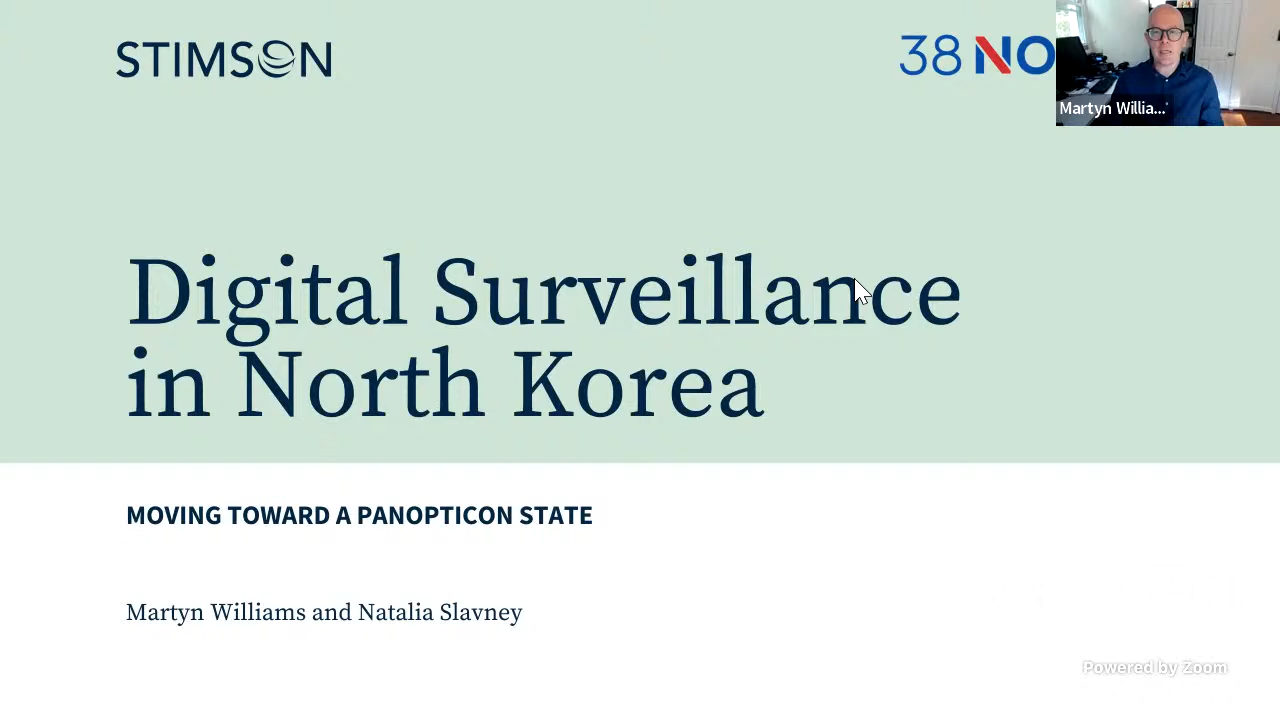 STIMSON
38 NO
Martyn Willia...
Digital Surveillance
in North Korea
MOVING TOWARD A PANOPTICON STATE
Martyn Williams and Natalia Slavney
Powered by Zoom